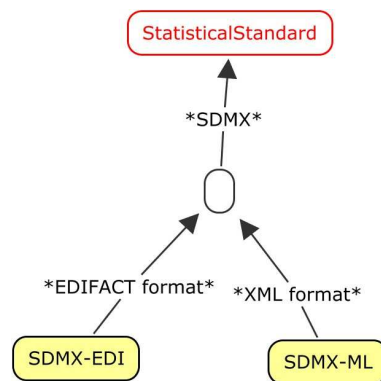 StatisticalStandard
*SDMX*
*EDIFACT format*
*XML format*
SDMX-EDI
SDMX-ML